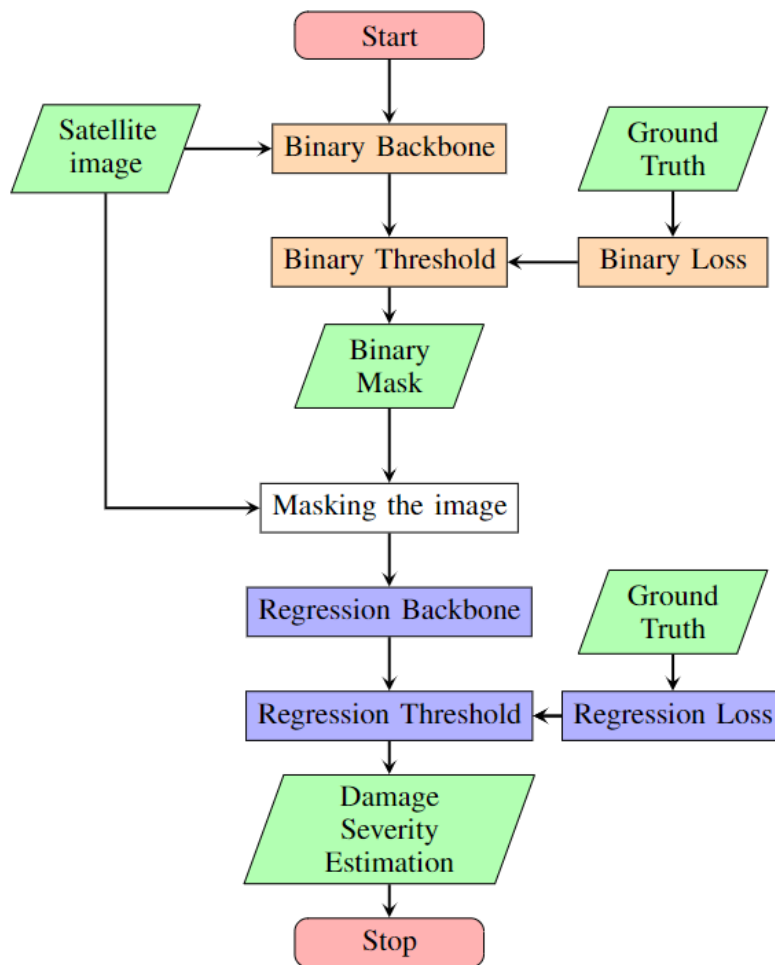 Start
Satellite
image
Binary Backbone
Ground
Truth
Binary Threshold
Binary Loss
Binary
Mask
Masking the image
Regression Backbone
Ground
Truth
Regression Threshold
Regression Loss
Damage
Severity
Estimation
Stop